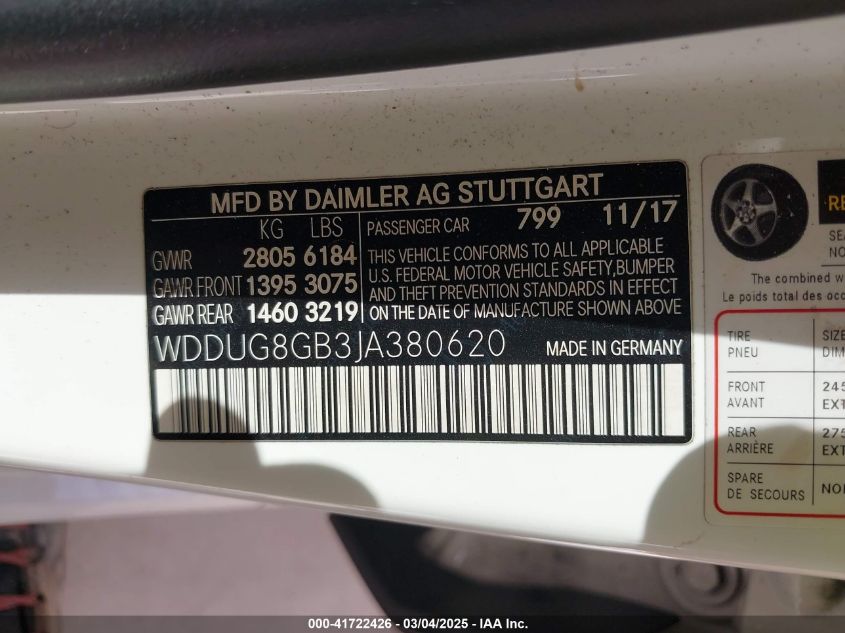 MFD BY DAIMLER AG STUTTGART
KG LBS
GVWR 2805 6184
GAWR FRONT 1395 3075
GAWR REAR 1460 3219
PASSENGER CAR 799 11/17
THIS VEHICLE CONFORMS TO ALL APPLICABLE
U.S. FEDERAL MOTOR VEHICLE SAFETY,BUMPER
AND THEFT PREVENTION STANDARDS IN EFFECT
ON THE DATE OF MANUFACTURE SHOWN ABOVE
WDDUG8GB3JA380620 MADE IN GERMANY
The combined
Le poids total des
TIRE
PNEU
FRONT
AVANT
REAR
ARRIÈRE
SPARE
DE SECOURS
000-41722426 - 03/04/2025 - IAA Inc.